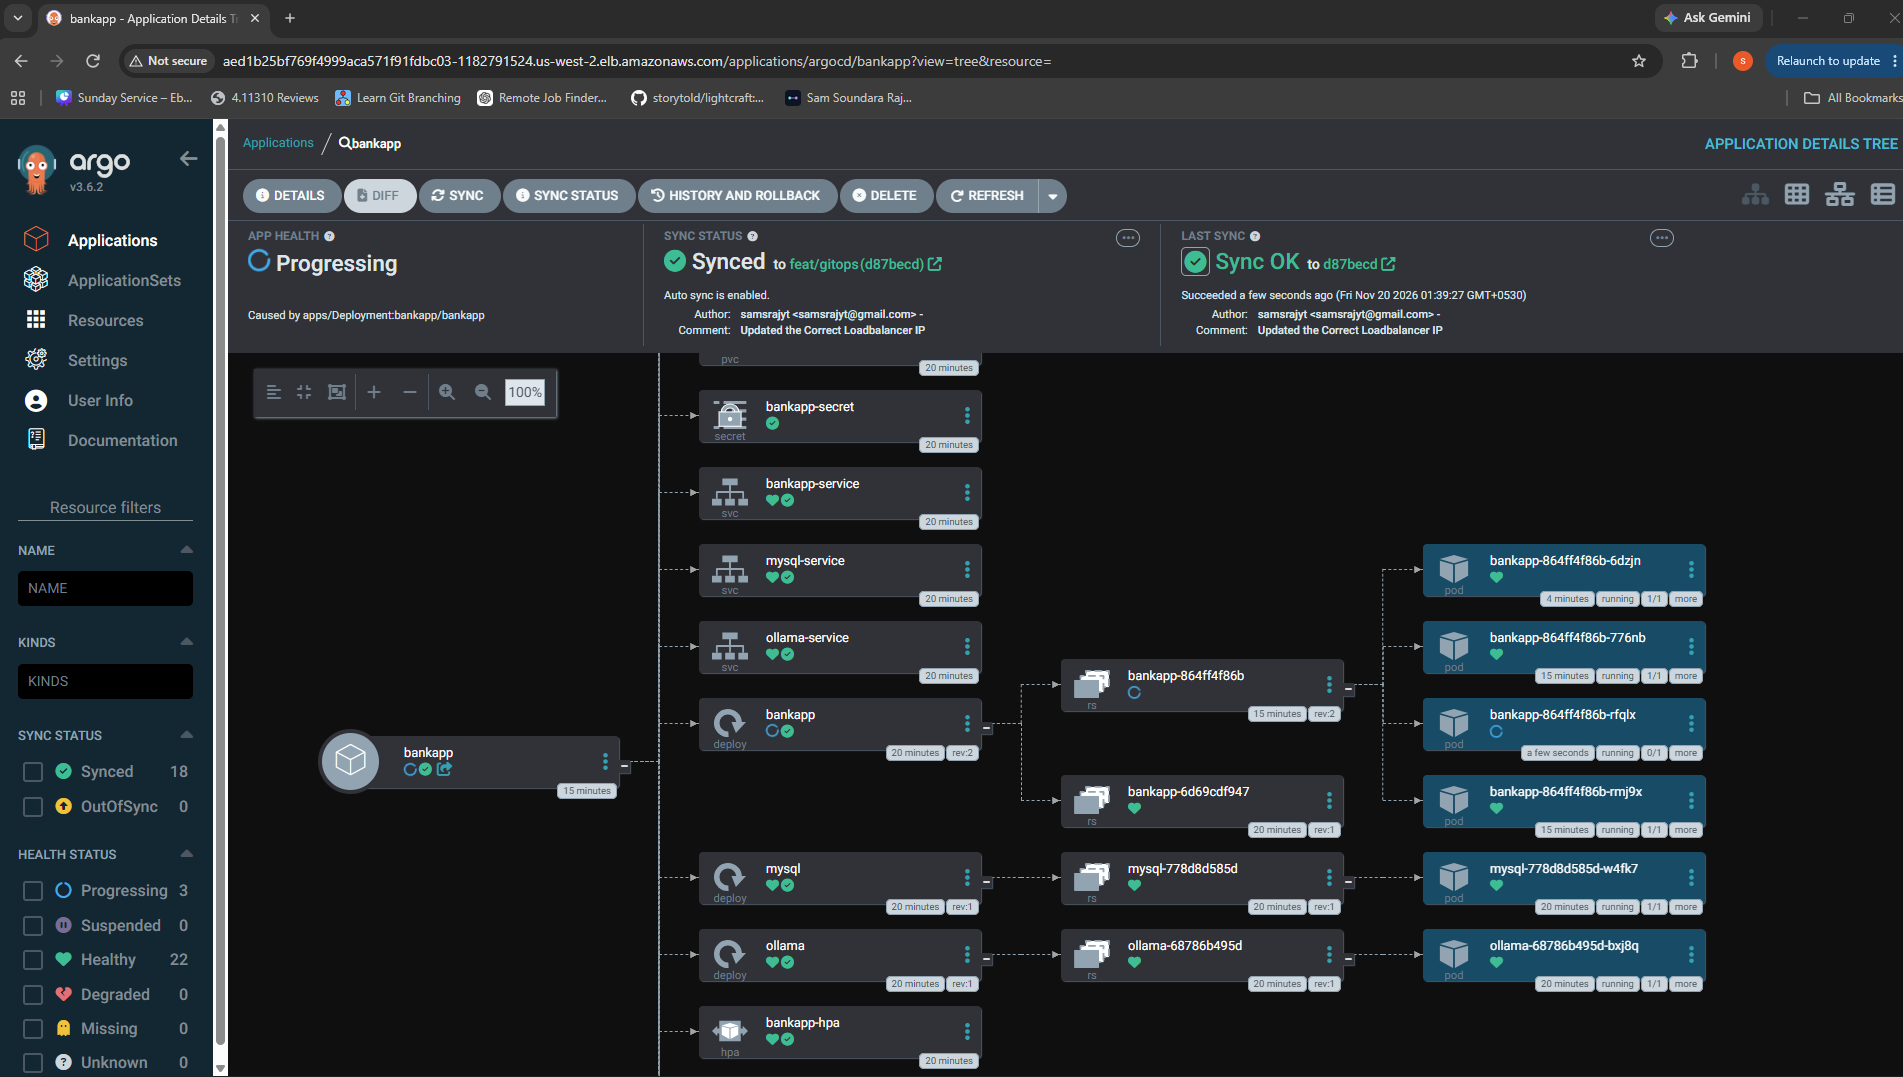 bankapp - Application Details Tr
Ask Gemini
Not secure
aed1b25bf769f4999aca571f91fdbc03-1182791524.us-west-2.elb.amazonaws.com/applications/argocd/bankapp?view=tree&resource=
S
Relaunch to update
Sunday Service – Eb...
4.11310 Reviews
Learn Git Branching
Remote Job Finder...
storytold/lightcraft:...
Sam Soundara Raj...
All Bookmarks
argo
v3.6.2
Applications
ApplicationSets
Resources
Settings
User Info
Documentation
Resource filters
NAME
NAME
KINDS
KINDS
SYNC STATUS
Synced 18
OutOfSync 0
HEALTH STATUS
Progressing 3
Suspended 0
Healthy 22
Degraded 0
Missing 0
Unknown 0
Applications / bankapp
APPLICATION DETAILS TREE
DETAILS
DIFF
SYNC
SYNC STATUS
HISTORY AND ROLLBACK
DELETE
REFRESH
APP HEALTH
Progressing
Caused by apps/Deployment:bankapp/bankapp
SYNC STATUS
Synced to feat/gitops (d87becd)
Auto sync is enabled.
Author: samsrajyt <samsrajyt@gmail.com> -
Comment: Updated the Correct Loadbalancer IP
LAST SYNC
Sync OK to d87becd
Succeeded a few seconds ago (Fri Nov 20 2026 01:39:27 GMT+0530)
Author: samsrajyt <samsrajyt@gmail.com> -
Comment: Updated the Correct Loadbalancer IP
100%
bankapp
15 minutes
pvc
20 minutes
bankapp-secret
secret
20 minutes
bankapp-service
svc
20 minutes
mysql-service
svc
20 minutes
ollama-service
svc
20 minutes
bankapp
deploy
20 minutes rev:2
mysql
deploy
20 minutes rev:1
ollama
deploy
20 minutes rev:1
bankapp-hpa
hpa
20 minutes
bankapp-864ff4f86b
rs
15 minutes rev:2
bankapp-6d69cdf947
rs
20 minutes rev:1
mysql-778d8d585d
rs
20 minutes rev:1
ollama-68786b495d
rs
20 minutes rev:1
bankapp-864ff4f86b-6dzjn
pod
4 minutes running 1/1 more
bankapp-864ff4f86b-776nb
pod
15 minutes running 1/1 more
bankapp-864ff4f86b-rfqlx
pod
a few seconds running 0/1 more
bankapp-864ff4f86b-rmj9x
pod
15 minutes running 1/1 more
mysql-778d8d585d-w4fk7
pod
20 minutes running 1/1 more
ollama-68786b495d-bxj8q
pod
20 minutes running 1/1 more